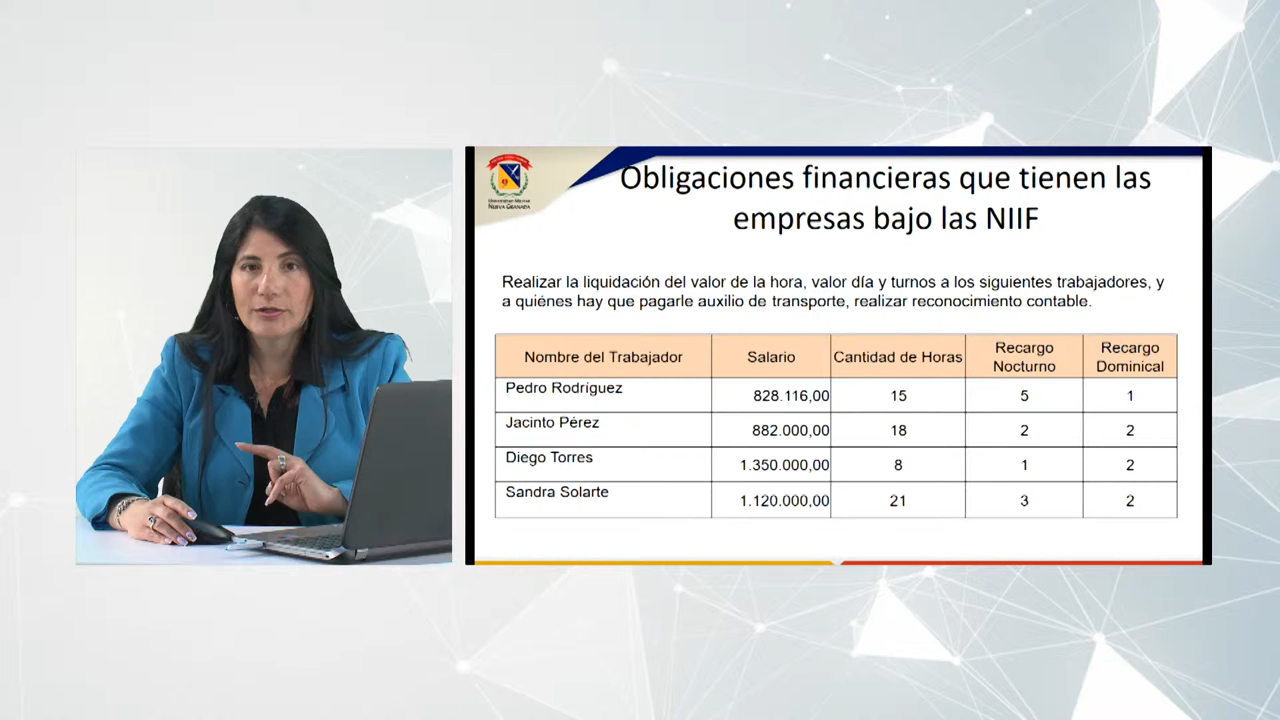 Universidad Militar
Nueva Granada
Obligaciones financieras que tienen las
empresas bajo las NIIF
Realizar la liquidación del valor de la hora, valor día y turnos a los siguientes trabajadores, y
a quiénes hay que pagarle auxilio de transporte, realizar reconocimiento contable.
Nombre del Trabajador Salario Cantidad de Horas Recargo Nocturno Recargo Dominical
Pedro Rodríguez 828.116,00 15 5 1
Jacinto Pérez 882.000,00 18 2 2
Diego Torres 1.350.000,00 8 1 2
Sandra Solarte 1.120.000,00 21 3 2